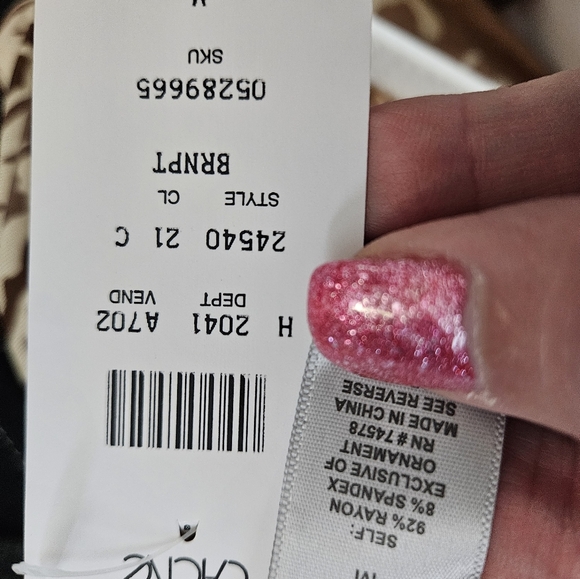 CACHE
H 2041 A702
DEPT VEND
24540 21 C
STYLE CL
BRNPT
05289665
SKU
M
SELF:
92% RAYON
8% SPANDEX
EXCLUSIVE OF
ORNAMENT
RN # 74578
MADE IN CHINA
SEE REVERSE